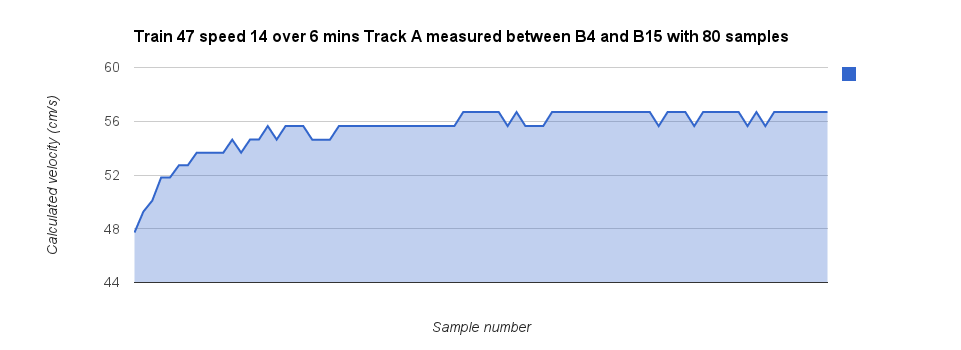 Train 47 speed 14 over 6 mins Track A measured between B4 and B15 with 80 samples
60
56
52
48
44
Calculated velocity (cm/s)
Sample number